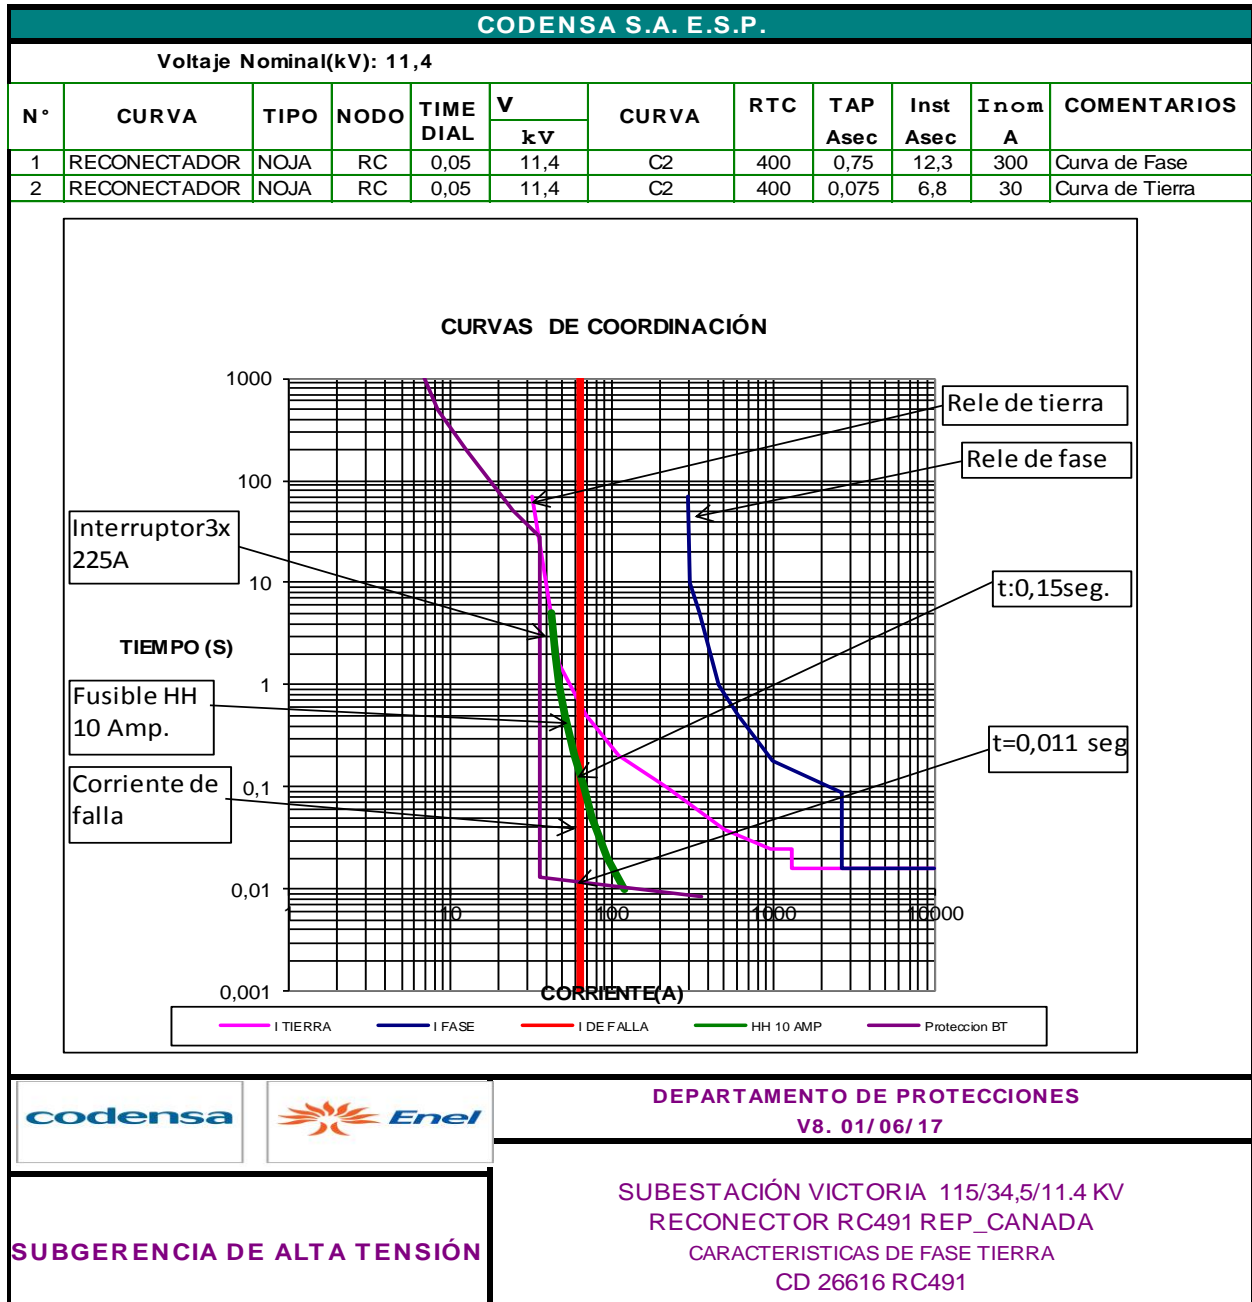 CODENSA S.A. E.S.P.
Voltaje Nominal(kV): 11,4
N° CURVA TIPO NODO TIME DIAL V kV CURVA RTC TAP Asec Inst Asec Inom A COMENTARIOS
1 RECONECTADOR NOJA RC 0,05 11,4 C2 400 0,75 12,3 300 Curva de Fase
2 RECONECTADOR NOJA RC 0,05 11,4 C2 400 0,075 6,8 30 Curva de Tierra
CURVAS DE COORDINACIÓN
1000
Rele de tierra
Rele de fase
100
Interruptor3x
225A
10
t:0,15seg.
TIEMPO (S)
1
Fusible HH
10 Amp.
t=0,011 seg
Corriente de
falla
0,1
0,01
1 10 100 1000 10000
0,001
CORRIENTE(A)
I TIERRA I FASE I DE FALLA HH 10 AMP Proteccion BT
codensa
Enel
DEPARTAMENTO DE PROTECCIONES
V8. 01/06/17
SUBGERENCIA DE ALTA TENSIÓN
SUBESTACIÓN VICTORIA 115/34,5/11.4 KV
RECONECTOR RC491 REP_CANADA
CARACTERISTICAS DE FASE TIERRA
CD 26616 RC491